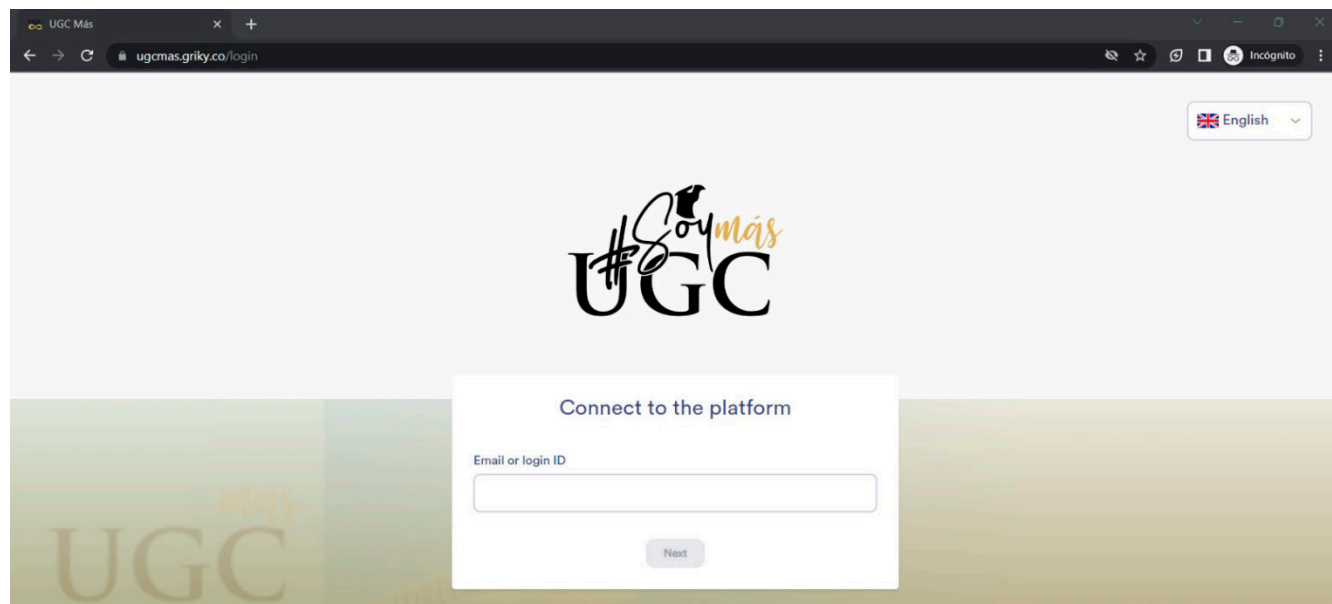 UGC Más
ugcmas.griky.co/login
Incógnito
English
#Soymás
UGC
Connect to the platform
Email or login ID
más
UGC
Next